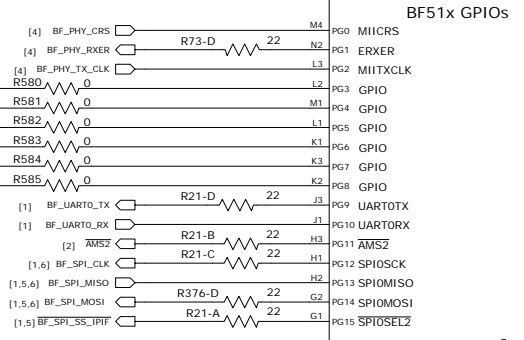 BF51x GPIOs
[4] BF_PHY_CRS M4 PG0 MIICRS
[4] BF_PHY_RXER R73-D 22 N2 PG1 ERXER
[4] BF_PHY_TX_CLK L3 PG2 MIITXCLK
R580 0 L2 PG3 GPIO
R581 0 M1 PG4 GPIO
R582 0 L1 PG5 GPIO
R583 0 K1 PG6 GPIO
R584 0 K3 PG7 GPIO
R585 0 K2 PG8 GPIO
[1] BF_UART0_TX R21-D 22 J3 PG9 UART0TX
[1] BF_UART0_RX J1 PG10 UART0RX
[2] AMS2 R21-B 22 H3 PG11 AMS2
[1,6] BF_SPI_CLK R21-C 22 H1 PG12 SPI0SCK
[1,5,6] BF_SPI_MISO H2 PG13 SPI0MISO
[1,5,6] BF_SPI_MOSI R376-D 22 G2 PG14 SPI0MOSI
[1,5] BF_SPI_SS_IPIF R21-A 22 G1 PG15 SPI0SEL2